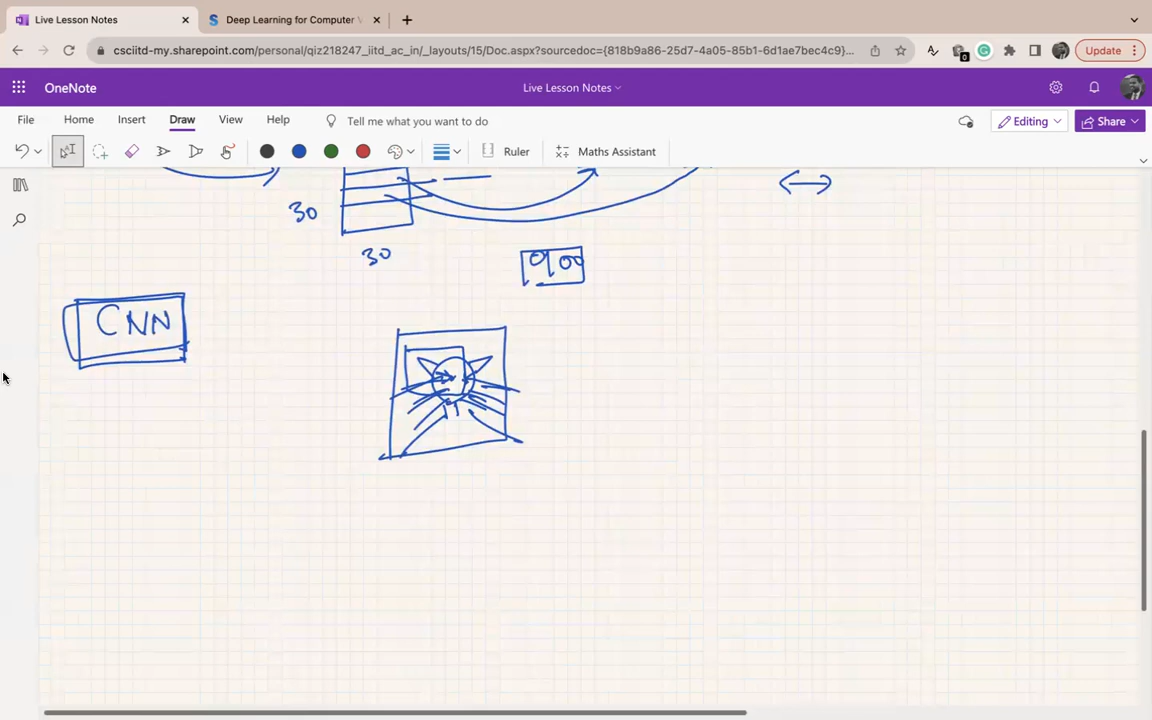 Live Lesson Notes
Deep Learning for Computer V
csciitd-my.sharepoint.com/personal/qiz218247_iitd_ac_in/_layouts/15/Doc.aspx?sourcedoc={818b9a86-25d7-4a05-85b1-6d1ae7bec4c9}...
Update
OneNote
Live Lesson Notes
File Home Insert Draw View Help Tell me what you want to do
Editing
Share
Ruler
Maths Assistant
30
30
900
CNN